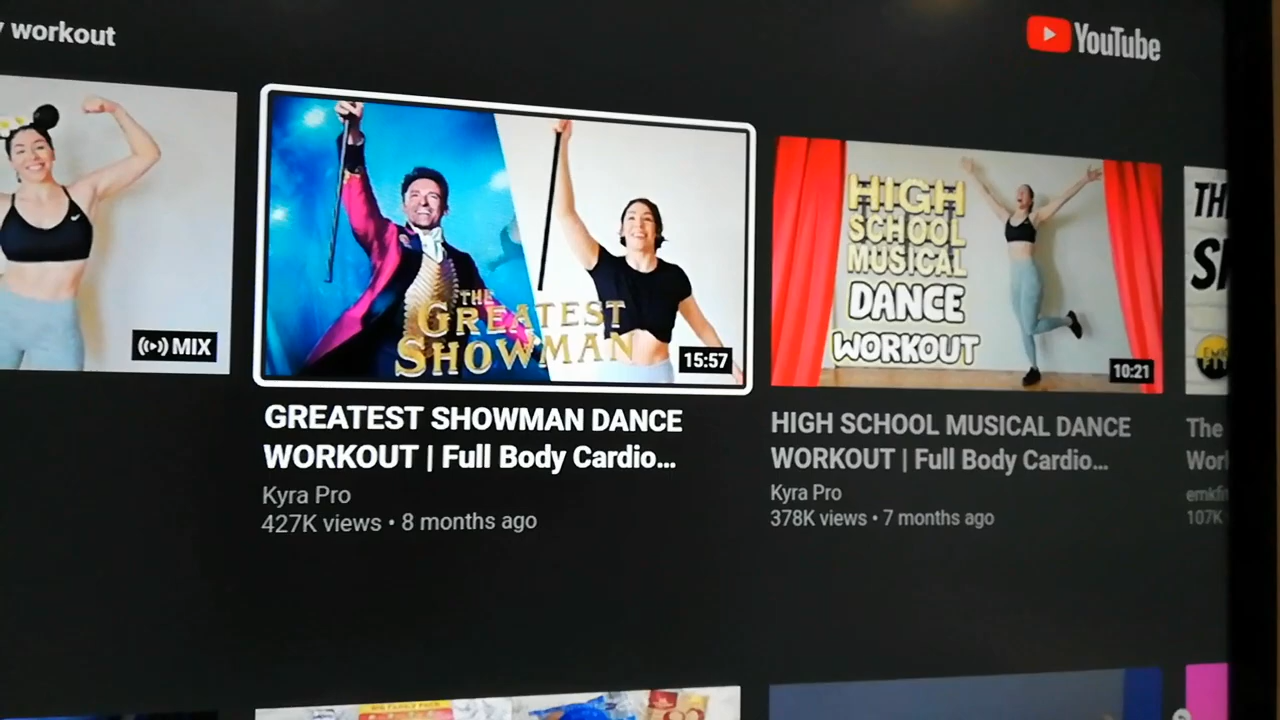 workout
YouTube
MIX
THE
GREATEST
SHOWMAN
15:57
GREATEST SHOWMAN DANCE
WORKOUT | Full Body Cardio...
Kyra Pro
427K views • 8 months ago
HIGH
SCHOOL
MUSICAL
DANCE
WORKOUT
10:21
HIGH SCHOOL MUSICAL DANCE
WORKOUT | Full Body Cardio...
Kyra Pro
378K views • 7 months ago
The
107K